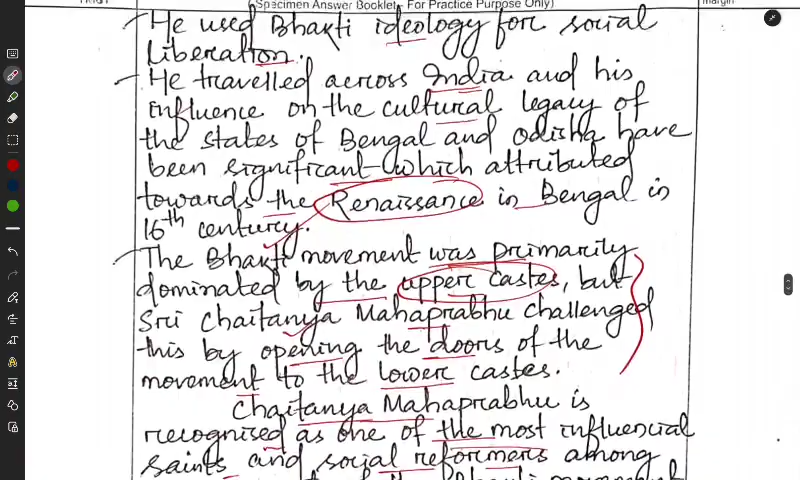 (Specimen Answer Booklet - For Practice Purpose Only)
margin
- He used Bhakti ideology for social
liberation.
- He travelled across India and his
influence on the cultural legacy of
the states of Bengal and Odisha have
been significant which attributed
towards the Renaissance in Bengal in
16th century.
- The Bhakti movement was primarily
dominated by the upper castes, but
Sri Chaitanya Mahaprabhu challenged
this by opening the doors of the
movement to the lower castes.
Chaitanya Mahaprabhu is
recognised as one of the most influencial
saints and social reformers among